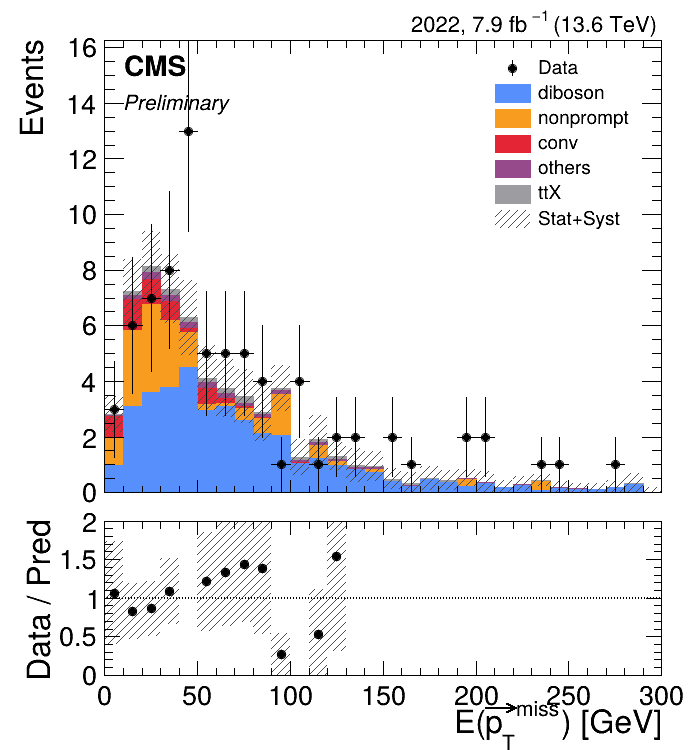 2022, 7.9 fb⁻¹ (13.6 TeV)
Events
16
14
12
10
8
6
4
2
0
CMS
Preliminary
Data
diboson
nonprompt
conv
others
ttX
Stat+Syst
Data / Pred
2
1.5
1
0.5
0
0 50 100 150 200 250 300
E(p⃗_T^miss) [GeV]